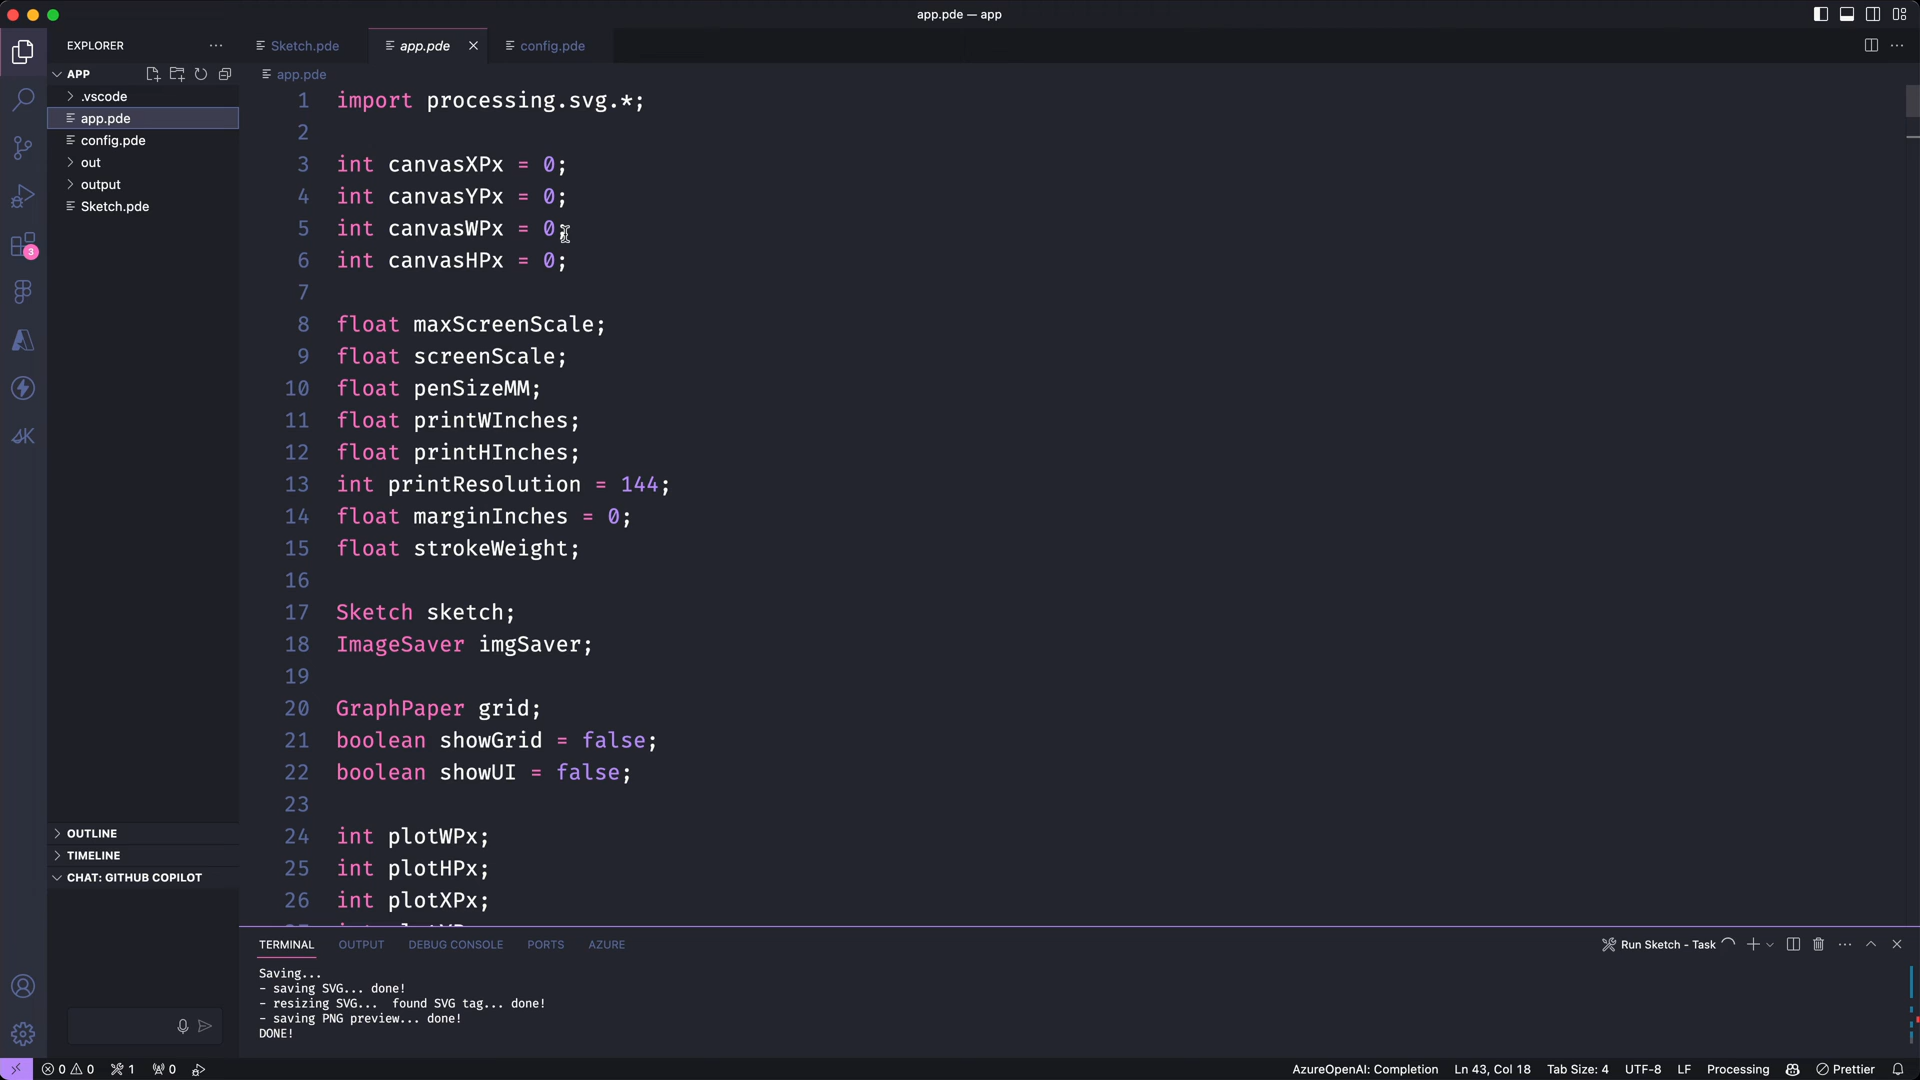 app.pde — app
EXPLORER
Sketch.pde
app.pde
config.pde
APP
app.pde
.vscode
app.pde
config.pde
out
output
Sketch.pde
1 import processing.svg.*;
2
3 int canvasXPx = 0;
4 int canvasYPx = 0;
5 int canvasWPx = 0;
6 int canvasHPx = 0;
7
8 float maxScreenScale;
9 float screenScale;
10 float penSizeMM;
11 float printWInches;
12 float printHInches;
13 int printResolution = 144;
14 float marginInches = 0;
15 float strokeWeight;
16
17 Sketch sketch;
18 ImageSaver imgSaver;
19
20 GraphPaper grid;
21 boolean showGrid = false;
22 boolean showUI = false;
23
24 int plotWPx;
25 int plotHPx;
26 int plotXPx;
3
OUTLINE
TIMELINE
CHAT: GITHUB COPILOT
TERMINAL
OUTPUT
DEBUG CONSOLE
PORTS
AZURE
Run Sketch - Task
Saving...
- saving SVG... done!
- resizing SVG...  found SVG tag... done!
- saving PNG preview... done!
DONE!
0 0 1 0
AzureOpenAI: Completion
Ln 43, Col 18
Tab Size: 4
UTF-8
LF
Processing
Prettier